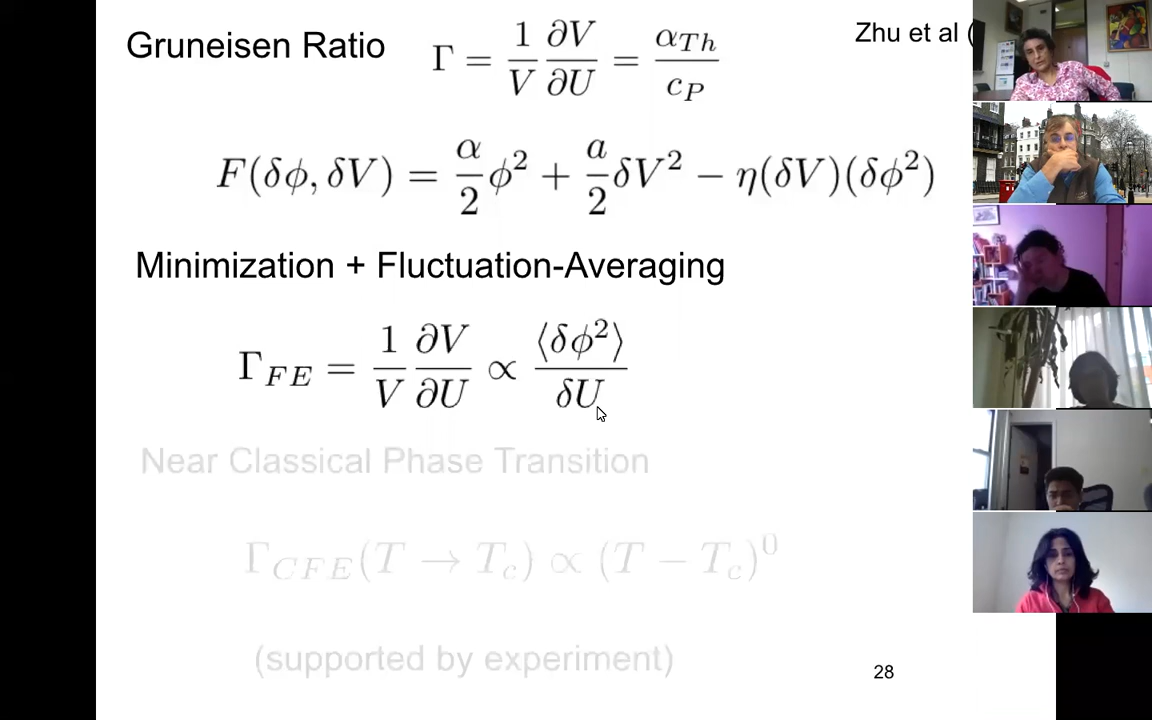 Gruneisen Ratio Γ = 1/V ∂V/∂U = α_Th/c_P Zhu et al (
F(δϕ, δV) = α/2 ϕ² + a/2 δV² − η(δV)(δϕ²)
Minimization + Fluctuation-Averaging
Γ_FE = 1/V ∂V/∂U ∝ ⟨δϕ²⟩/δU
Near Classical Phase Transition
Γ_CFE(T → T_c) ∝ (T − T_c)⁰
(supported by experiment)
28